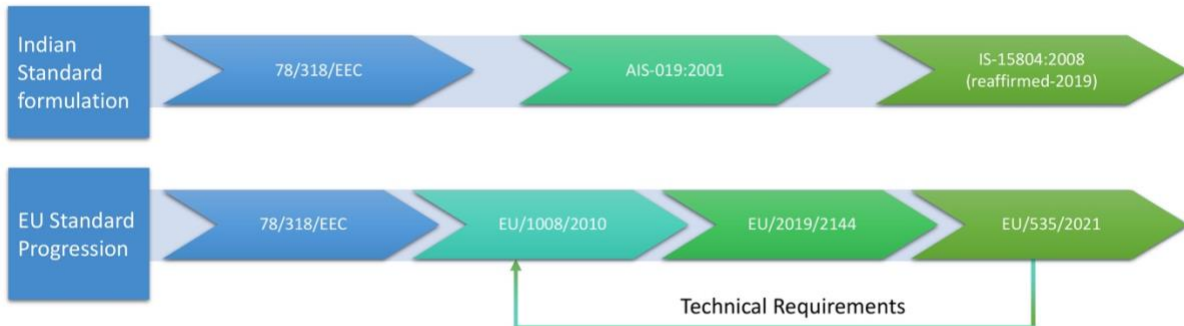 Indian
Standard
formulation
78/318/EEC
AIS-019:2001
IS-15804:2008
(reaffirmed-2019)
EU Standard
Progression
78/318/EEC
EU/1008/2010
EU/2019/2144
EU/535/2021
Technical Requirements